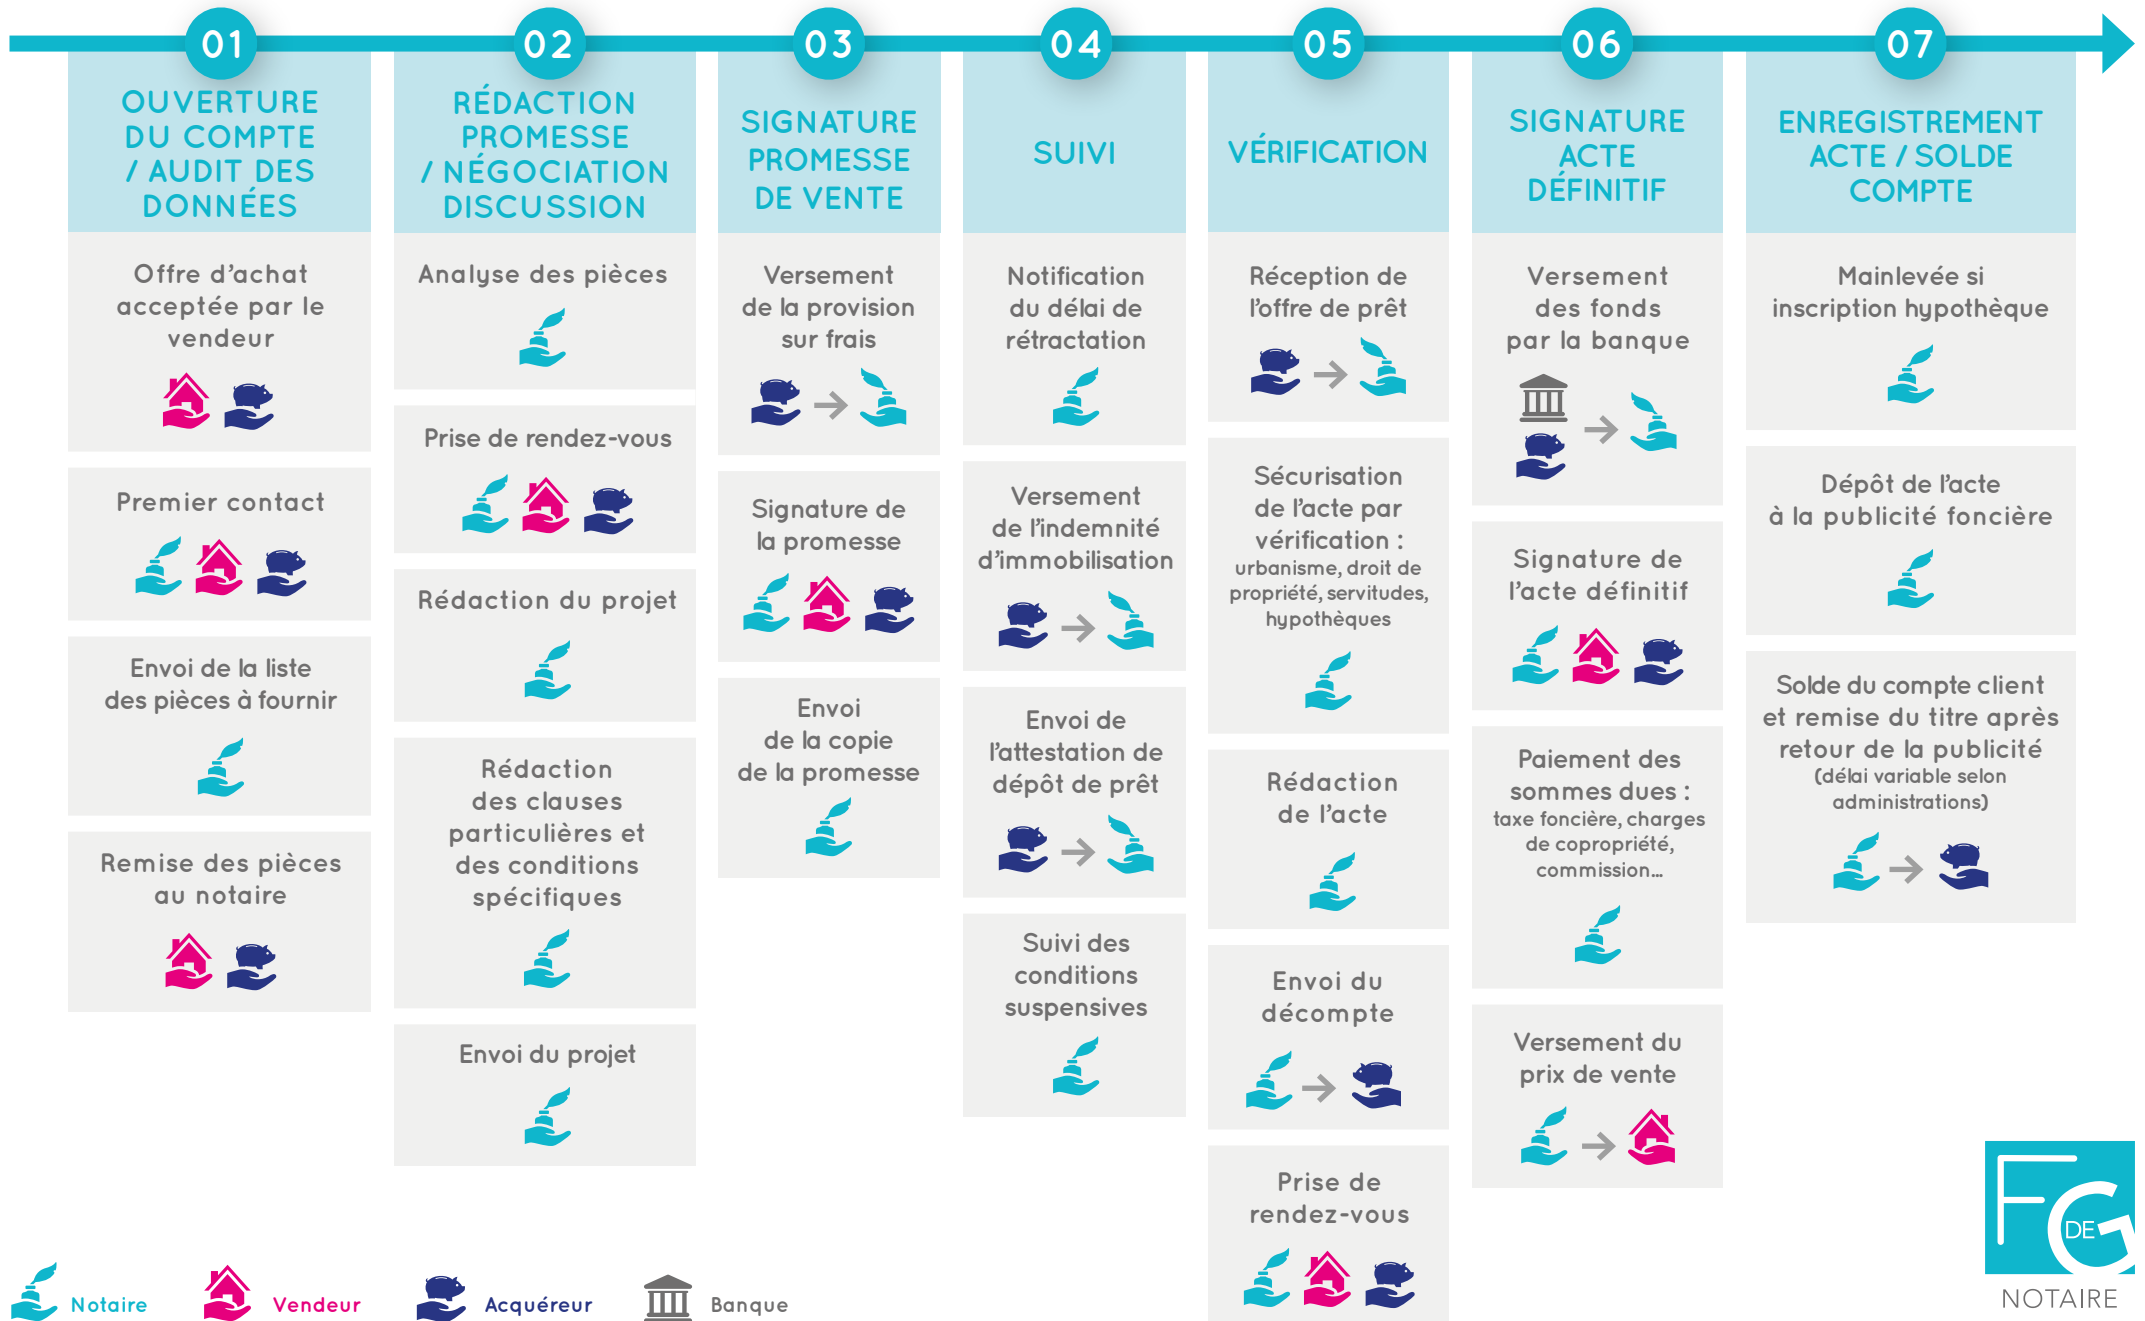 01
OUVERTURE
DU COMPTE
/ AUDIT DES
DONNÉES
Offre d’achat
acceptée par le
vendeur
Premier contact
Envoi de la liste
des pièces à fournir
Remise des pièces
au notaire
02
RÉDACTION
PROMESSE
/ NÉGOCIATION
DISCUSSION
Analyse des pièces
Prise de rendez-vous
Rédaction du projet
Rédaction
des clauses
particulières et
des conditions
spécifiques
Envoi du projet
03
SIGNATURE
PROMESSE
DE VENTE
Versement
de la provision
sur frais
Signature de
la promesse
Envoi
de la copie
de la promesse
04
SUIVI
Notification
du délai de
rétractation
Versement
de l’indemnité
d’immobilisation
Envoi de
l’attestation de
dépôt de prêt
Suivi des
conditions
suspensives
05
VÉRIFICATION
Réception de
l’offre de prêt
Sécurisation
de l’acte par
vérification :
urbanisme, droit de
propriété, servitudes,
hypothèques
Rédaction
de l’acte
Envoi du
décompte
Prise de
rendez-vous
06
SIGNATURE
ACTE
DÉFINITIF
Versement
des fonds
par la banque
Signature de
l’acte définitif
Paiement des
sommes dues :
taxe foncière, charges
de copropriété,
commission...
Versement du
prix de vente
07
ENREGISTREMENT
ACTE / SOLDE
COMPTE
Mainlevée si
inscription hypothèque
Dépôt de l’acte
à la publicité foncière
Solde du compte client
et remise du titre après
retour de la publicité
(délai variable selon
administrations)
Notaire
Vendeur
Acquéreur
Banque
F DE G
NOTAIRE